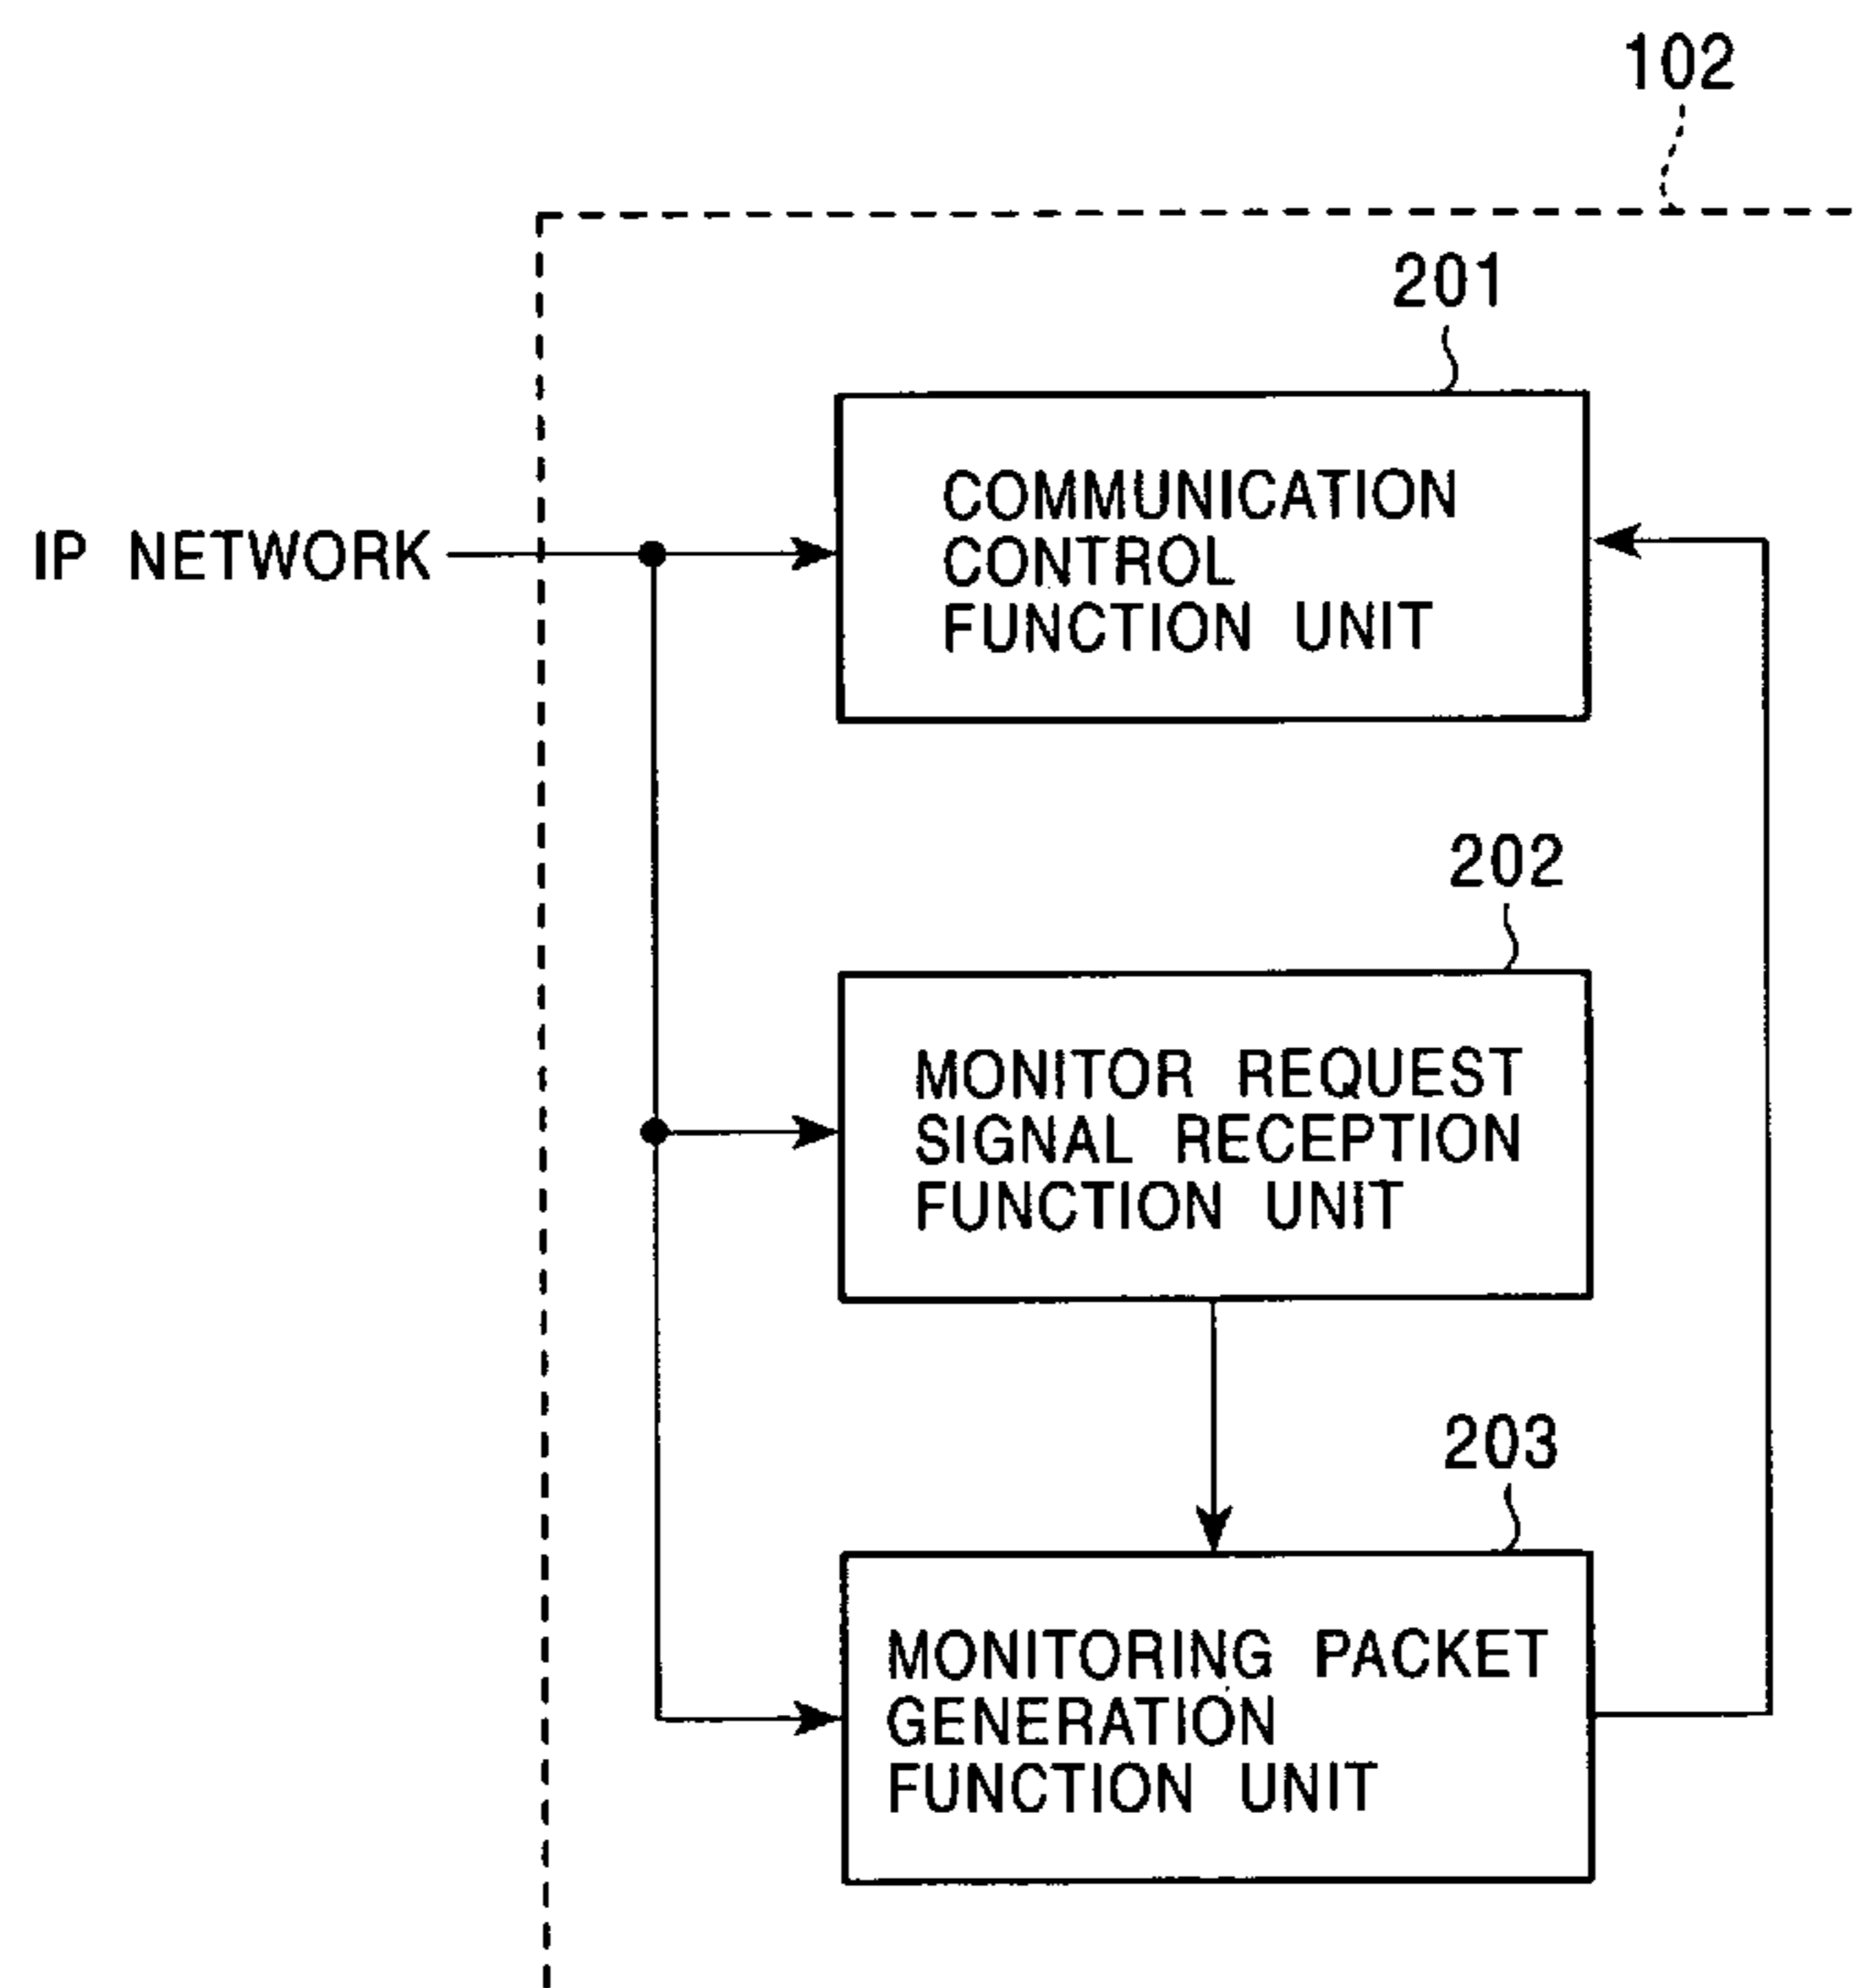 102
201
COMMUNICATION
CONTROL
FUNCTION UNIT
IP NETWORK
202
MONITOR REQUEST
SIGNAL RECEPTION
FUNCTION UNIT
203
MONITORING PACKET
GENERATION
FUNCTION UNIT